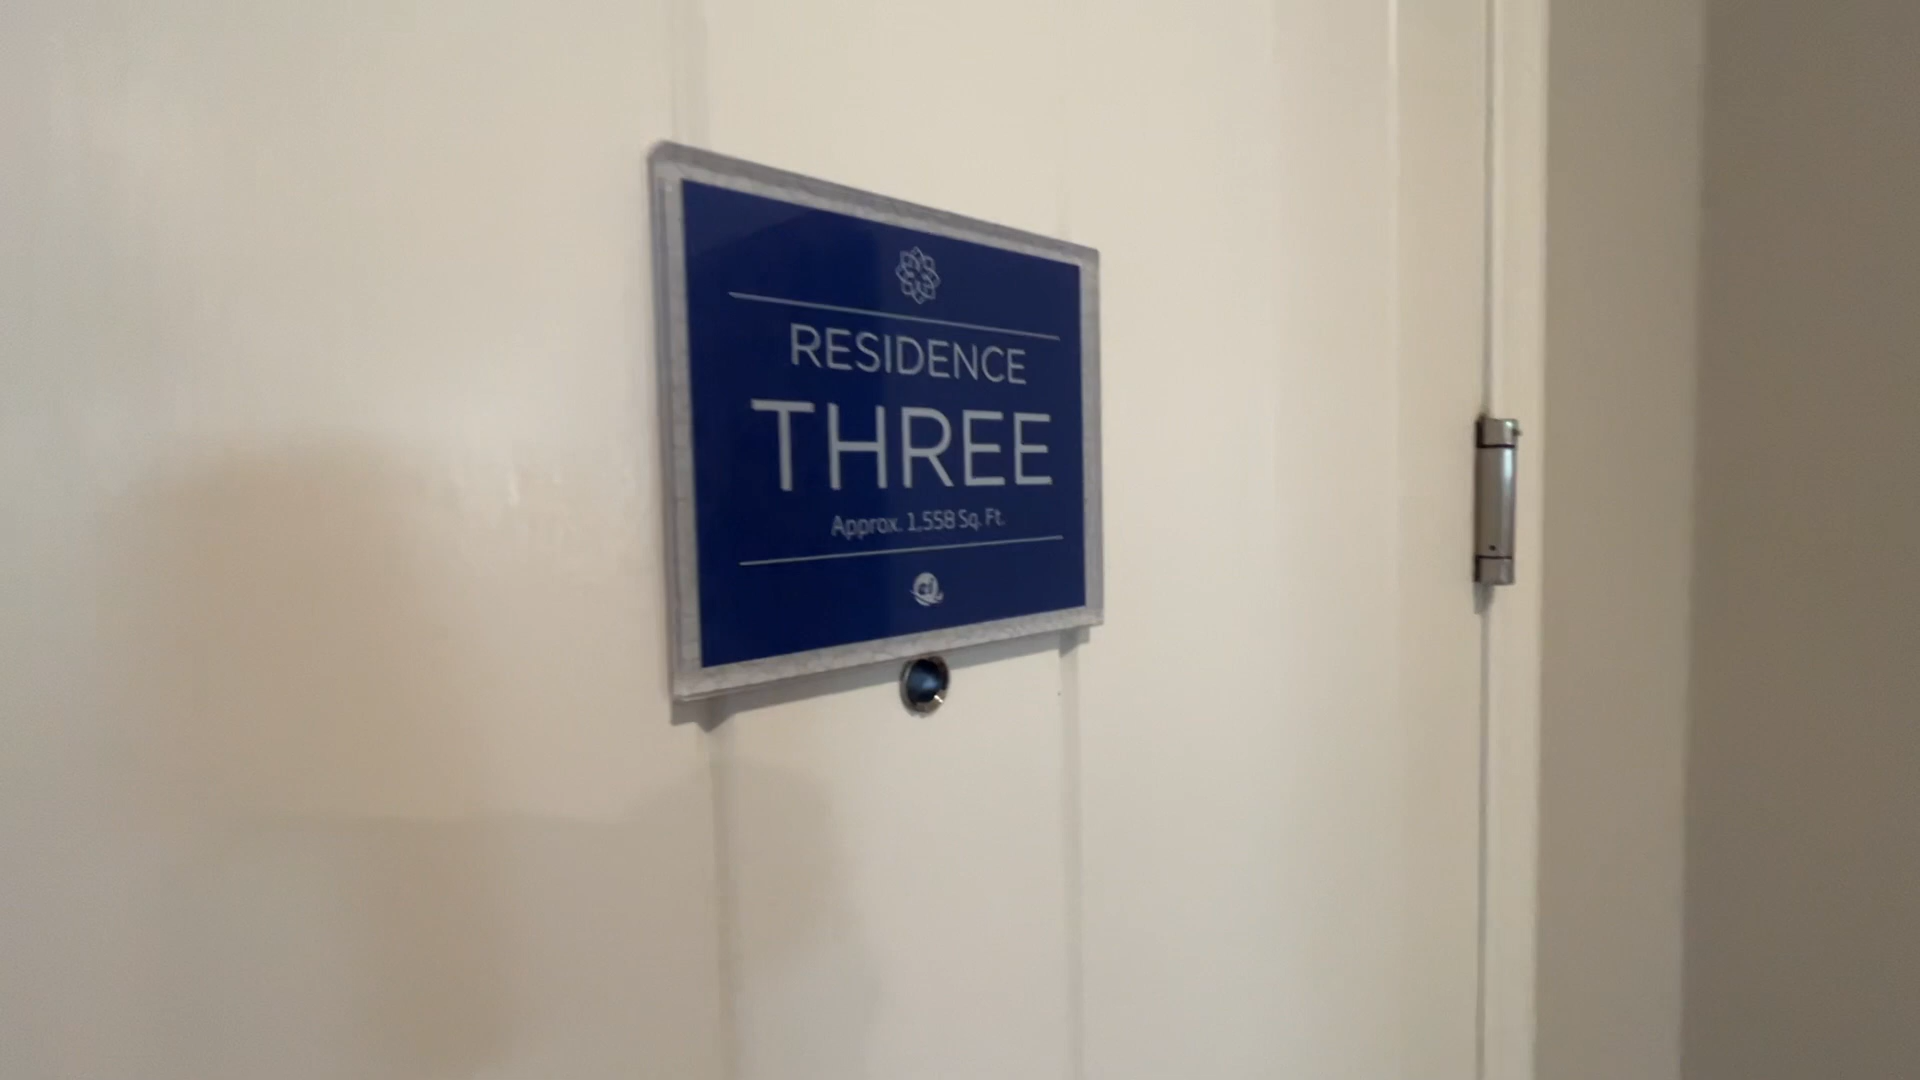 RESIDENCE
THREE
Approx. 1,558 Sq. Ft.